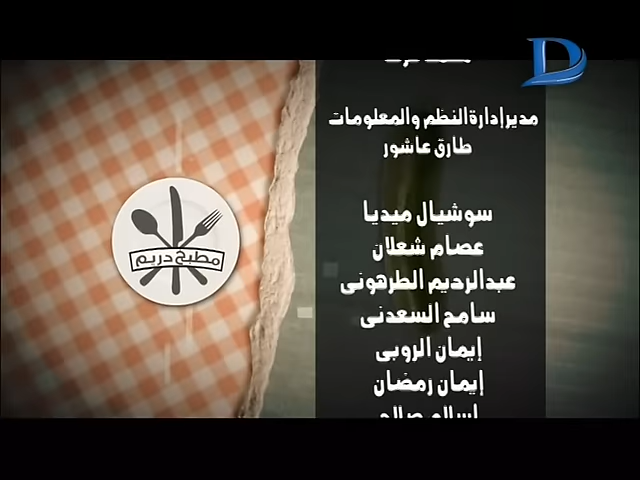 مدير إدارة النظم والمعلومات
طارق عاشور
سوشيال ميديا
عصام شعلان
عبدالرحيم الطرهونى
سامح السعدنى
إيمان الروبى
إيمان رمضان
مطبخ دريم
D